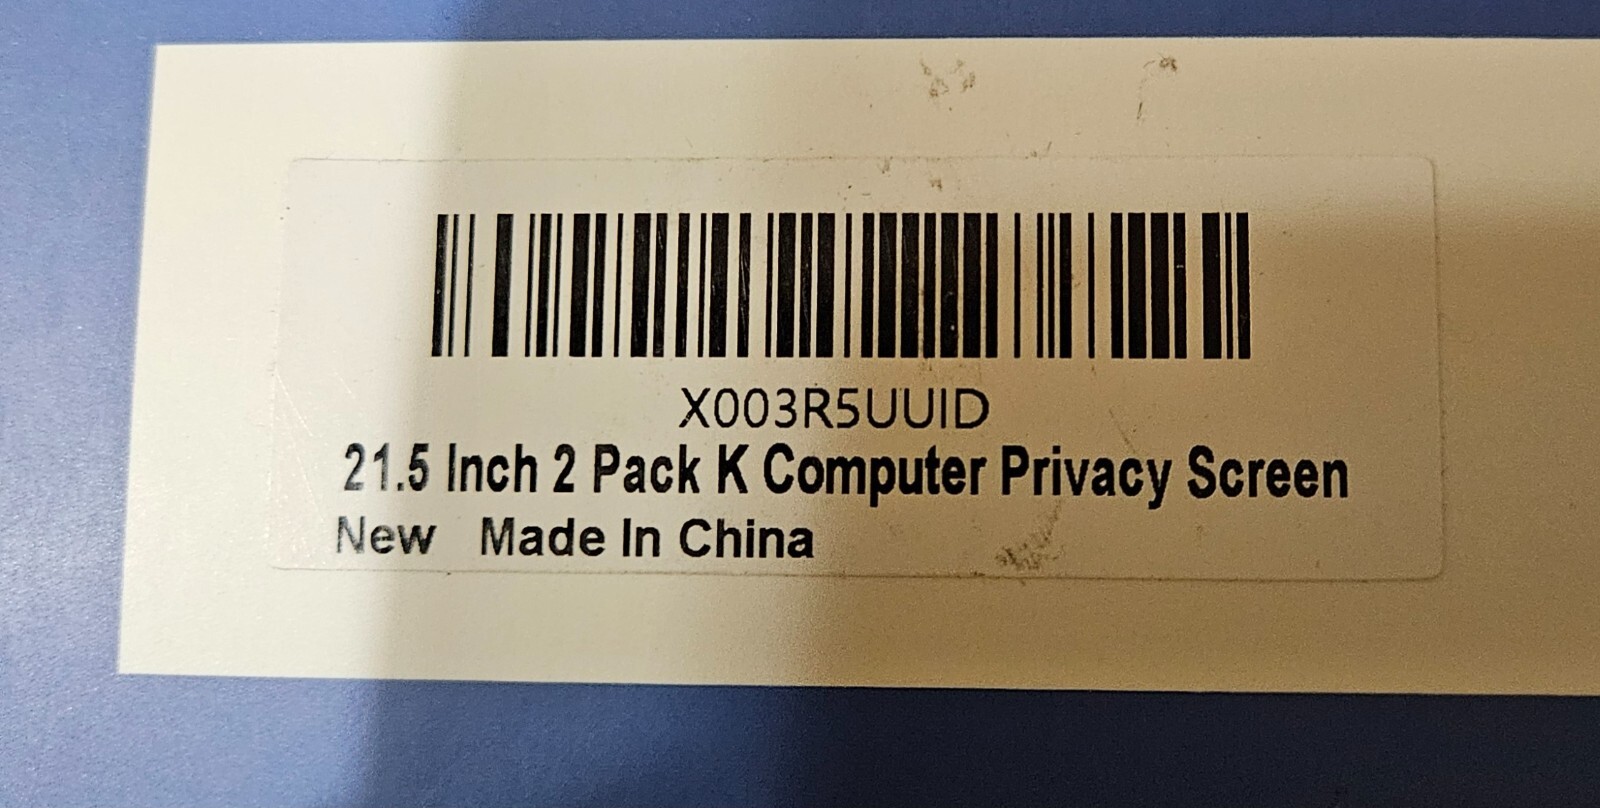 X003R5UUID
21.5 Inch 2 Pack K Computer Privacy Screen
New Made In China